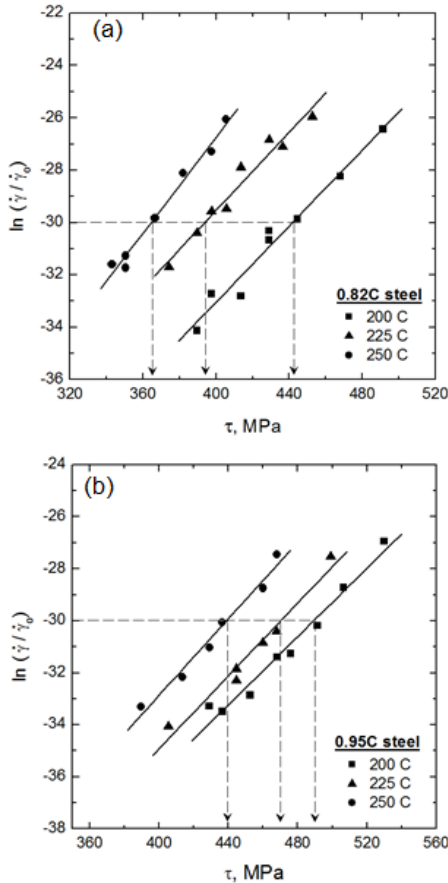 (a)
-24
-26
-28
-30
-32
-34
-36
ln (γ̇ / γ̇₀)
0.82C steel
200 C
225 C
250 C
320
360
400
440
480
520
τ, MPa
(b)
-24
-26
-28
-30
-32
-34
-36
-38
ln (γ̇ / γ̇₀)
0.95C steel
200 C
225 C
250 C
360
400
440
480
520
560
τ, MPa